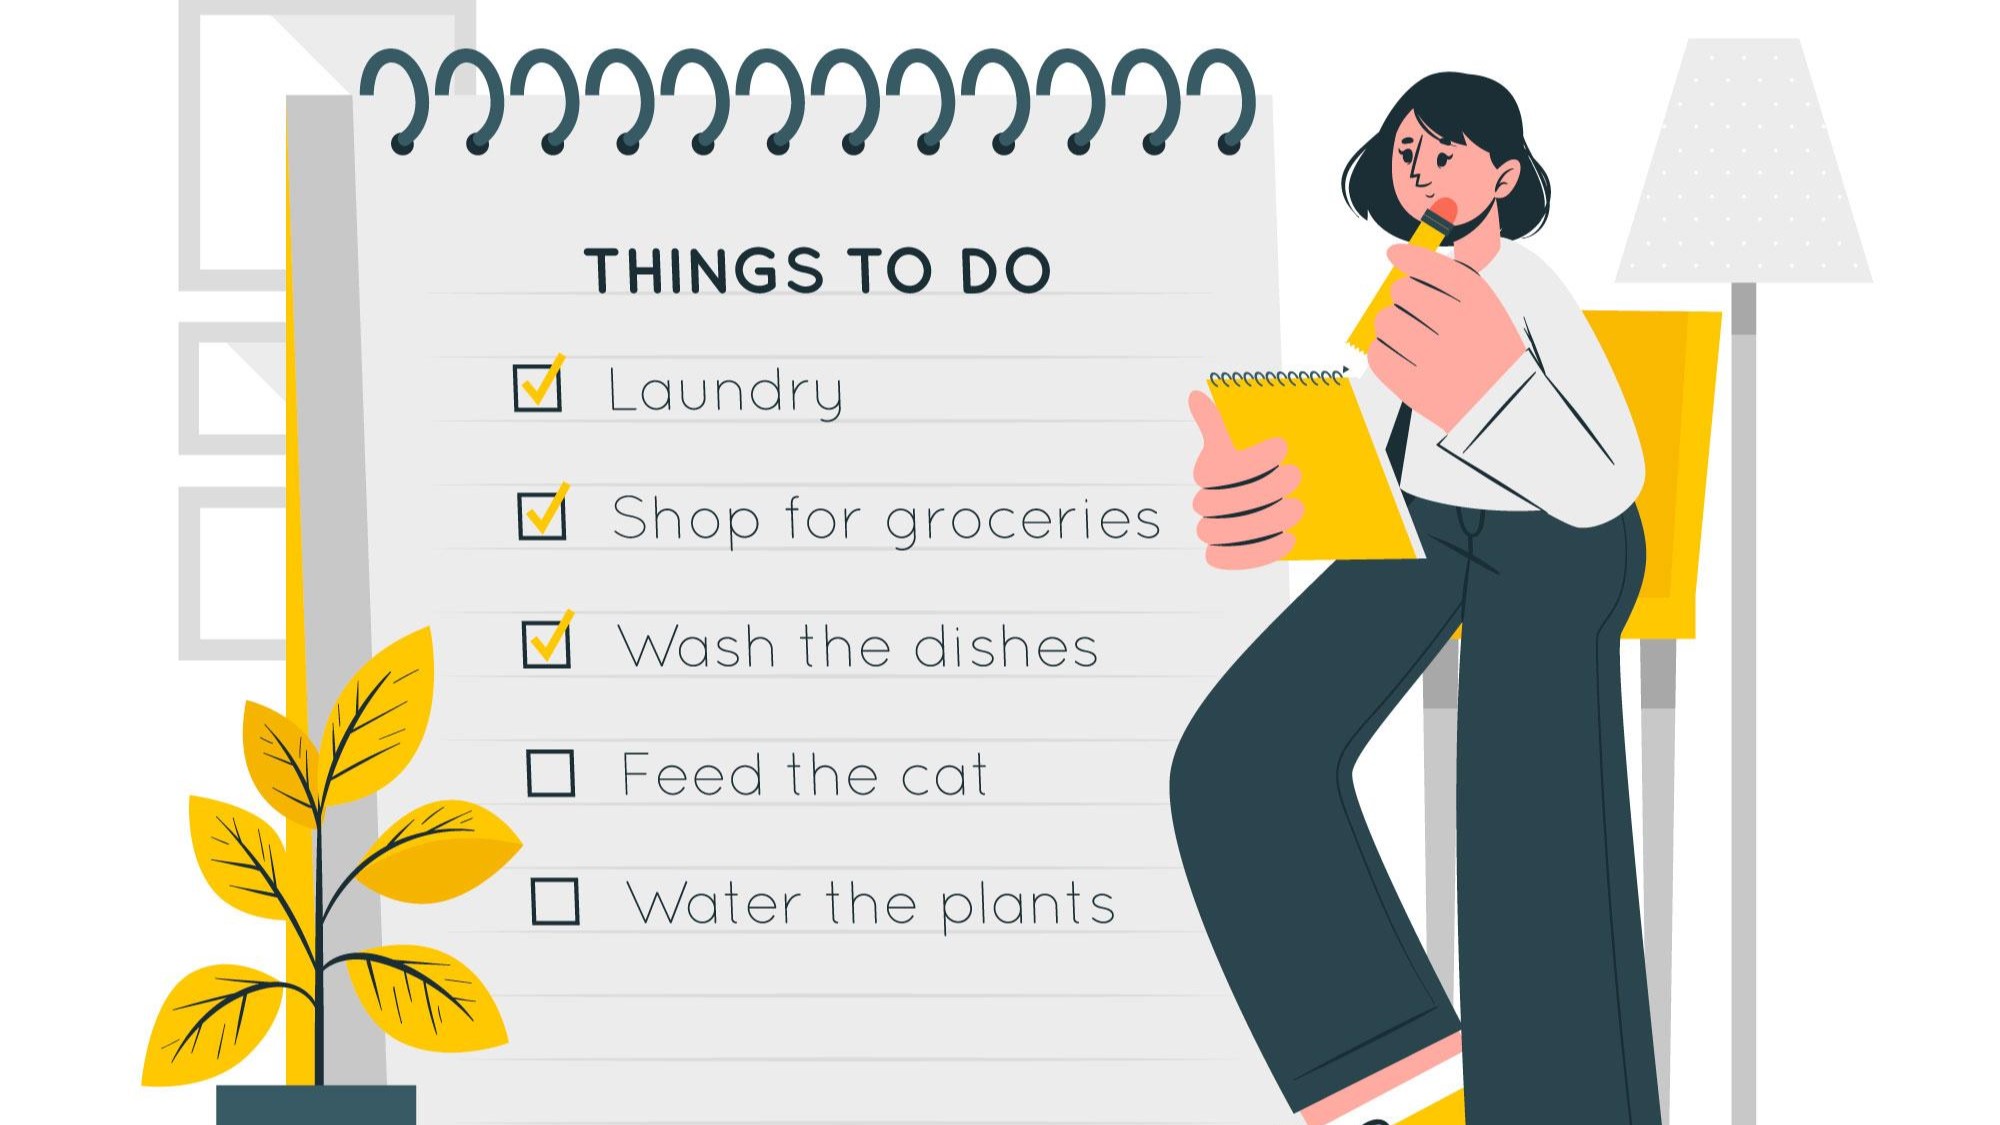 THINGS TO DO
Laundry
Shop for groceries
Wash the dishes
Feed the cat
Water the plants